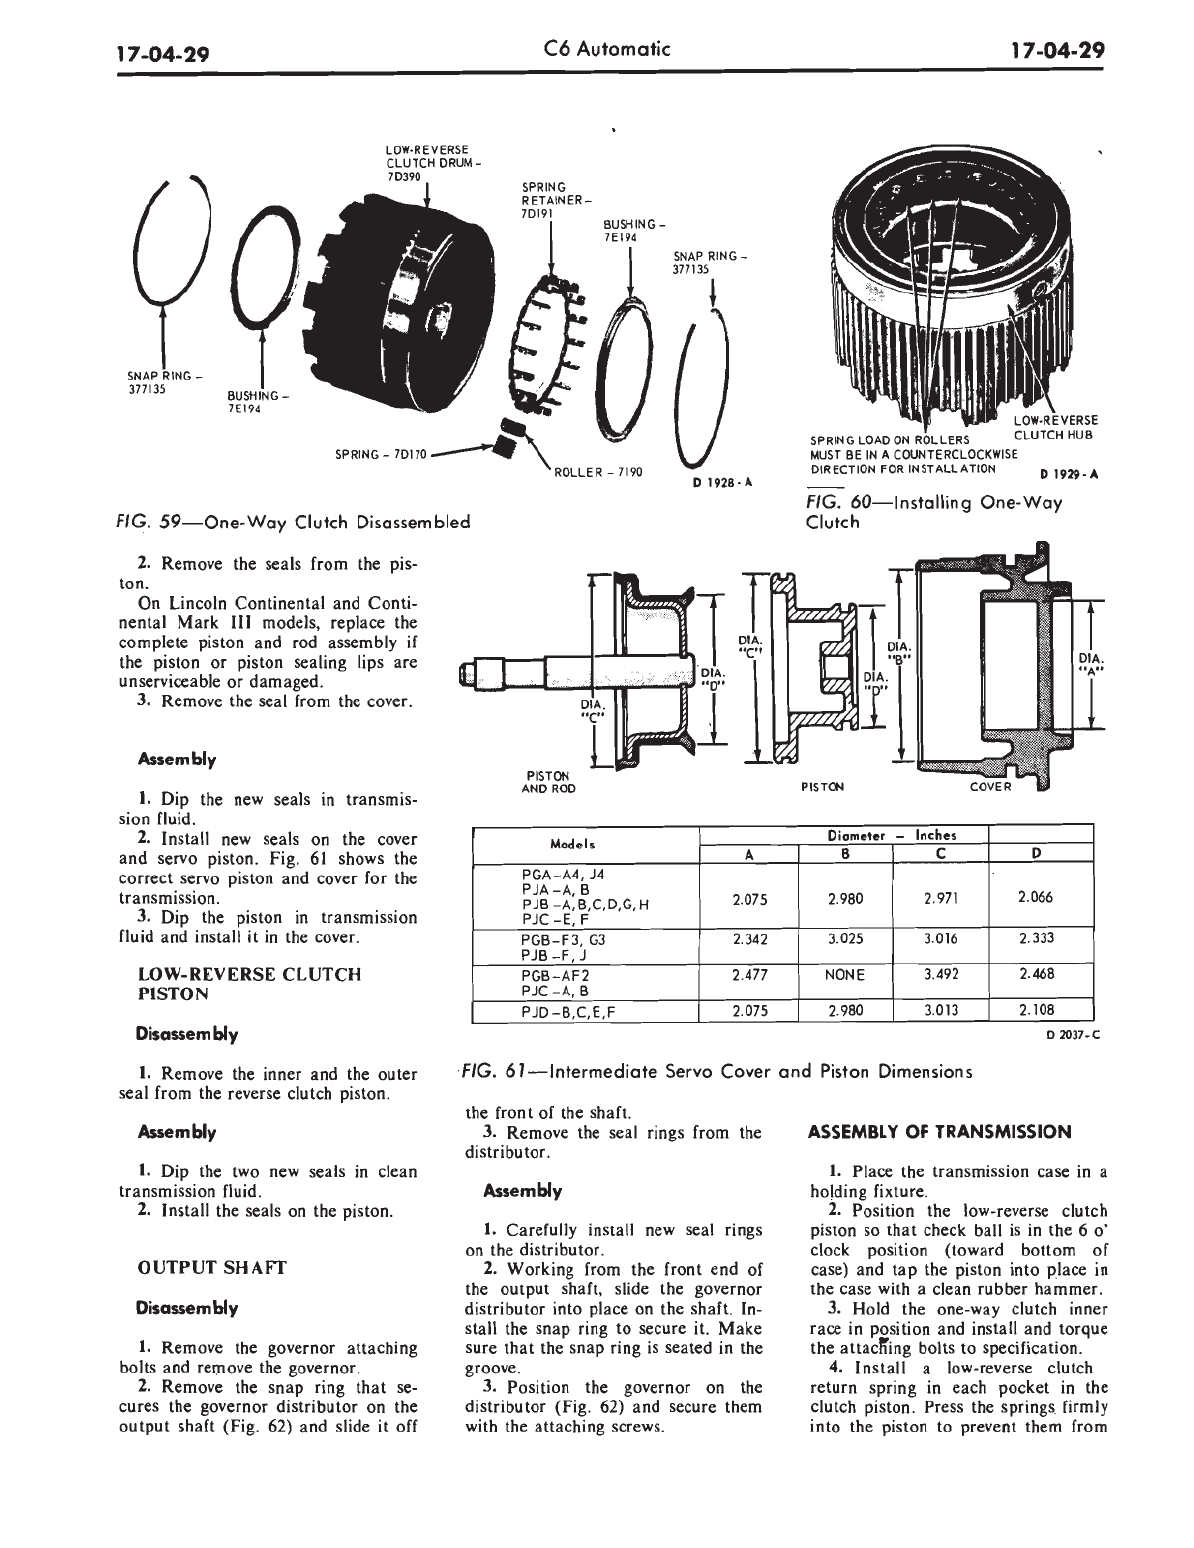 17-04-29
C6 Automatic
17-04-29
LOW-REVERSE
CLUTCH DRUM –
7D390
SPRING
RETAINER–
7D191
BUSHING –
7E194
SNAP RING –
377135
SNAP RING –
377135
BUSHING –
7E194
SPRING – 7D170
ROLLER – 7190
D 1928-A
FIG. 59—One-Way Clutch Disassembled
LOW-REVERSE
CLUTCH HUB
SPRING LOAD ON ROLLERS
MUST BE IN A COUNTERCLOCKWISE
DIRECTION FOR INSTALLATION
D 1929-A
FIG. 60—Installing One-Way
Clutch
2. Remove the seals from the pis-
ton.
On Lincoln Continental and Conti-
nental Mark III models, replace the
complete piston and rod assembly if
the piston or piston sealing lips are
unserviceable or damaged.
3. Remove the seal from the cover.
Assembly
1. Dip the new seals in transmis-
sion fluid.
2. Install new seals on the cover
and servo piston. Fig. 61 shows the
correct servo piston and cover for the
transmission.
3. Dip the piston in transmission
fluid and install it in the cover.
LOW-REVERSE CLUTCH
PISTON
Disassembly
1. Remove the inner and the outer
seal from the reverse clutch piston.
Assembly
1. Dip the two new seals in clean
transmission fluid.
2. Install the seals on the piston.
OUTPUT SHAFT
Disassembly
1. Remove the governor attaching
bolts and remove the governor.
2. Remove the snap ring that se-
cures the governor distributor on the
output shaft (Fig. 62) and slide it off
DIA.
"C"
DIA.
"D"
PISTON
AND ROD
DIA.
"C"
DIA.
"D"
PISTON
DIA.
"B"
DIA.
"A"
COVER
Models
Diameter – Inches
A B C D
PGA–A4, J4
PJA –A, B
PJB –A,B,C,D,G,H
PJC –E, F
2.075 2.980 2.971 2.066
PGB–F3, G3
PJB –F, J
2.342 3.025 3.016 2.333
PGB–AF2
PJC –A, B
2.477 NONE 3.492 2.468
PJD –B,C,E,F 2.075 2.980 3.013 2.108
D 2037-C
FIG. 61—Intermediate Servo Cover and Piston Dimensions
the front of the shaft.
3. Remove the seal rings from the
distributor.
Assembly
1. Carefully install new seal rings
on the distributor.
2. Working from the front end of
the output shaft, slide the governor
distributor into place on the shaft. In-
stall the snap ring to secure it. Make
sure that the snap ring is seated in the
groove.
3. Position the governor on the
distributor (Fig. 62) and secure them
with the attaching screws.
ASSEMBLY OF TRANSMISSION
1. Place the transmission case in a
holding fixture.
2. Position the low-reverse clutch
piston so that check ball is in the 6 o'
clock position (toward bottom of
case) and tap the piston into place in
the case with a clean rubber hammer.
3. Hold the one-way clutch inner
race in position and install and torque
the attaching bolts to specification.
4. Install a low-reverse clutch
return spring in each pocket in the
clutch piston. Press the springs firmly
into the piston to prevent them from